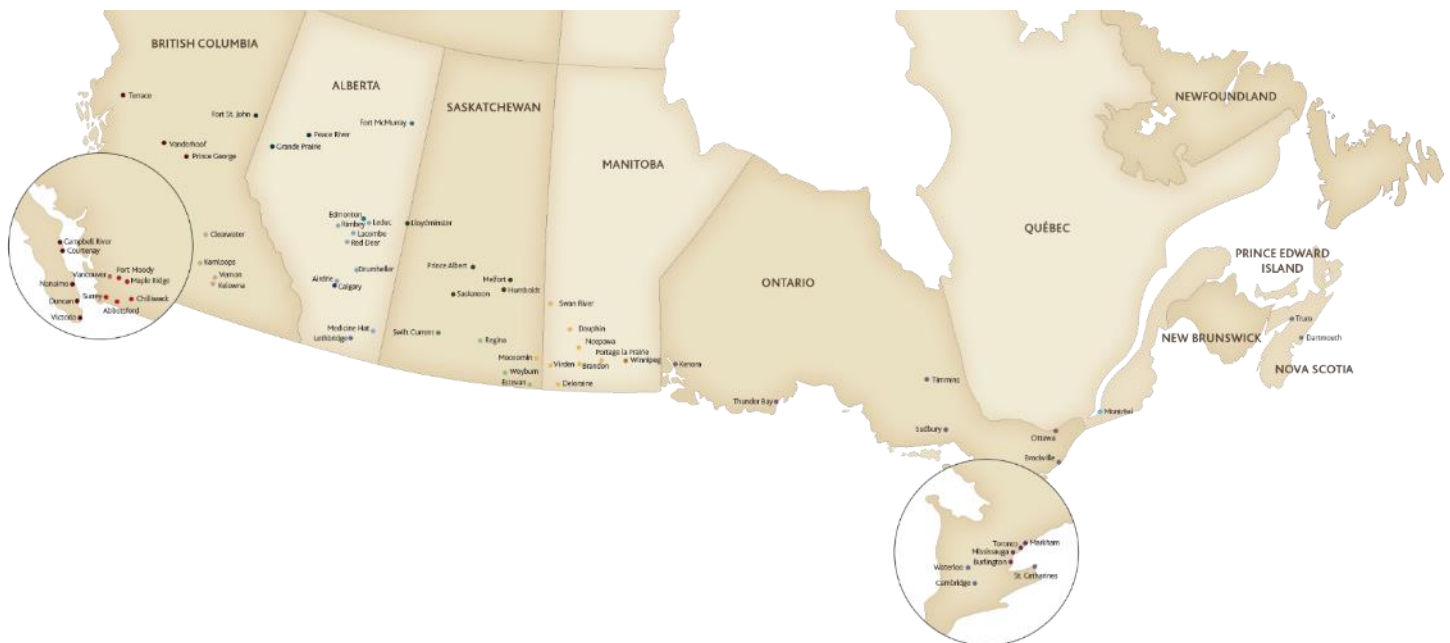 BRITISH COLUMBIA
Terrace
Fort St. John
Vanderhoof
Prince George
Clearwater
Kamloops
Vernon
Kelowna
Campbell River
Courtenay
Vancouver
Port Moody
Maple Ridge
Nanaimo
Duncan
Surrey
Chilliwack
Abbotsford
Victoria
ALBERTA
Fort McMurray
Peace River
Grande Prairie
Edmonton
Leduc
Rimbey
Lacombe
Red Deer
Drumheller
Airdrie
Calgary
Medicine Hat
Lethbridge
SASKATCHEWAN
Lloydminster
Prince Albert
Melfort
Humboldt
Saskatoon
Swift Current
Regina
Moosomin
Weyburn
Estevan
MANITOBA
Swan River
Dauphin
Neepawa
Portage la Prairie
Virden
Brandon
Winnipeg
Deloraine
ONTARIO
Kenora
Thunder Bay
Timmins
Sudbury
Ottawa
Brockville
Toronto
Markham
Mississauga
Burlington
Waterloo
Cambridge
St. Catharines
QUÉBEC
Montréal
NEWFOUNDLAND
PRINCE EDWARD
ISLAND
NEW BRUNSWICK
Truro
Dartmouth
NOVA SCOTIA